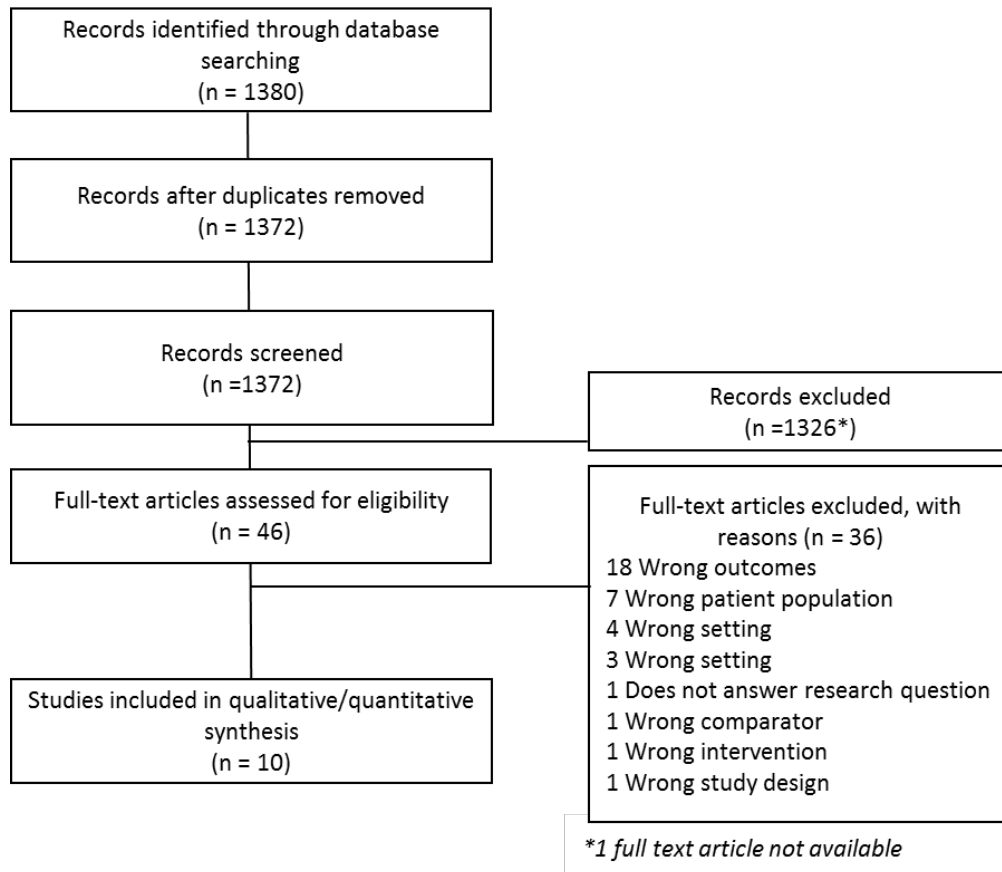 Records identified through database
searching
(n = 1380)
Records after duplicates removed
(n = 1372)
Records screened
(n =1372)
Records excluded
(n =1326*)
Full-text articles assessed for eligibility
(n = 46)
Full-text articles excluded, with
reasons (n = 36)
18 Wrong outcomes
7 Wrong patient population
4 Wrong setting
3 Wrong setting
1 Does not answer research question
1 Wrong comparator
1 Wrong intervention
1 Wrong study design
Studies included in qualitative/quantitative
synthesis
(n = 10)
*1 full text article not available